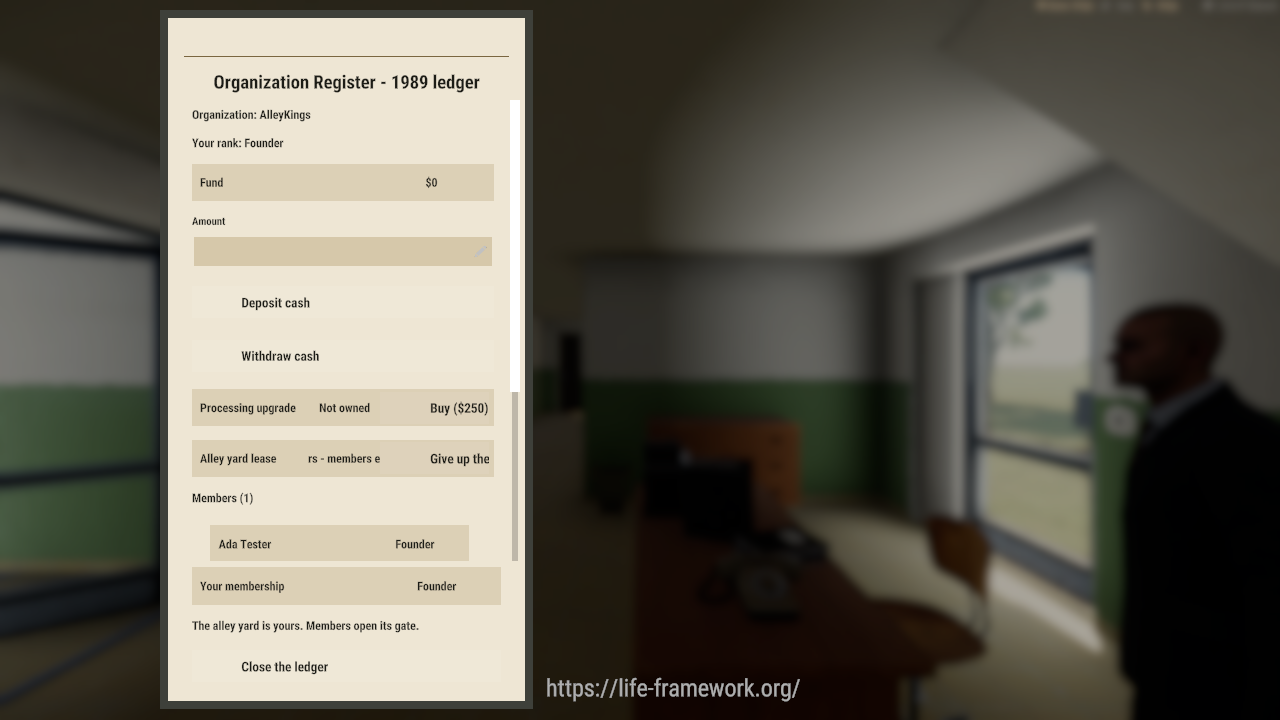 Organization Register - 1989 ledger
Organization: AlleyKings
Your rank: Founder
Fund $0
Amount
Deposit cash
Withdraw cash
Processing upgrade Not owned Buy ($250)
Alley yard lease rs - members e Give up the
Members (1)
Ada Tester Founder
Your membership Founder
The alley yard is yours. Members open its gate.
Close the ledger
https://life-framework.org/